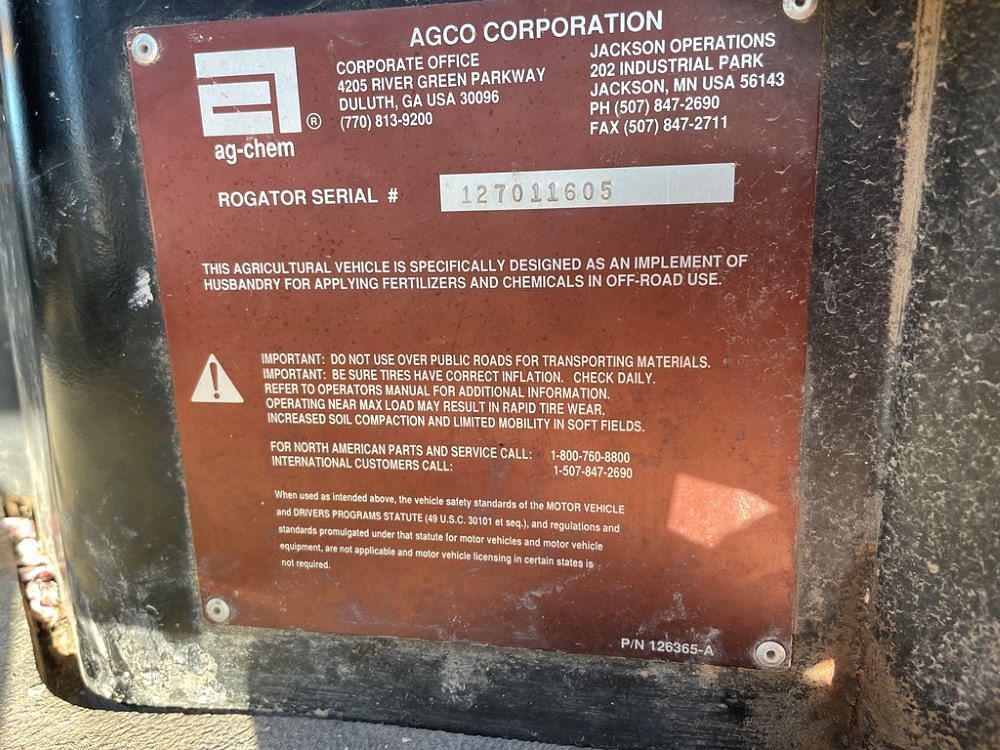 AGCO CORPORATION
CORPORATE OFFICE
4205 RIVER GREEN PARKWAY
DULUTH, GA USA 30096
(770) 813-9200
JACKSON OPERATIONS
202 INDUSTRIAL PARK
JACKSON, MN USA 56143
PH (507) 847-2690
FAX (507) 847-2711
®
ag-chem
ROGATOR SERIAL # 127011605
THIS AGRICULTURAL VEHICLE IS SPECIFICALLY DESIGNED AS AN IMPLEMENT OF
HUSBANDRY FOR APPLYING FERTILIZERS AND CHEMICALS IN OFF-ROAD USE.
IMPORTANT: DO NOT USE OVER PUBLIC ROADS FOR TRANSPORTING MATERIALS.
IMPORTANT: BE SURE TIRES HAVE CORRECT INFLATION. CHECK DAILY.
REFER TO OPERATORS MANUAL FOR ADDITIONAL INFORMATION.
OPERATING NEAR MAX LOAD MAY RESULT IN RAPID TIRE WEAR,
INCREASED SOIL COMPACTION AND LIMITED MOBILITY IN SOFT FIELDS.
FOR NORTH AMERICAN PARTS AND SERVICE CALL: 1-800-760-8800
INTERNATIONAL CUSTOMERS CALL: 1-507-847-2690
When used as intended above, the vehicle safety standards of the MOTOR VEHICLE
and DRIVERS PROGRAMS STATUTE (49 U.S.C. 30101 et seq.), and regulations and
standards promulgated under that statute for motor vehicles and motor vehicle
equipment, are not applicable and motor vehicle licensing in certain states is
not required.
P/N 126365-A